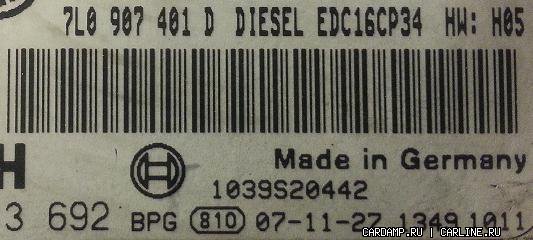 7L0 907 401 D DIESEL EDC16CP34 HW: H05
H
Made in Germany
1039S20442
3 692 BPG 810 07-11-27 1349 1011
CARDAMP.RU | CARLINE.RU